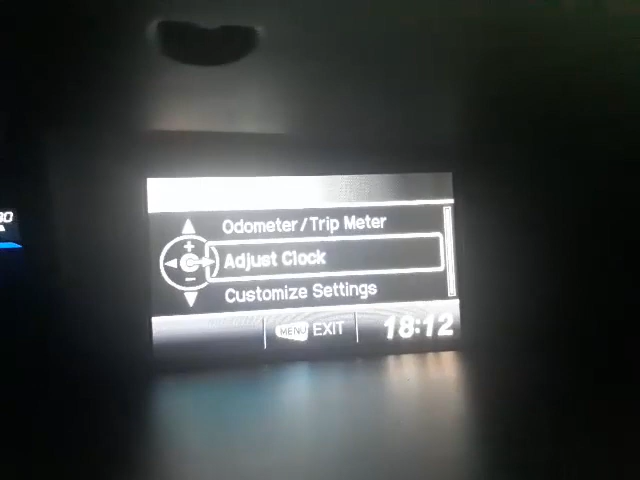 Odometer/Trip Meter
Adjust Clock
Customize Settings
MENU EXIT
18:12